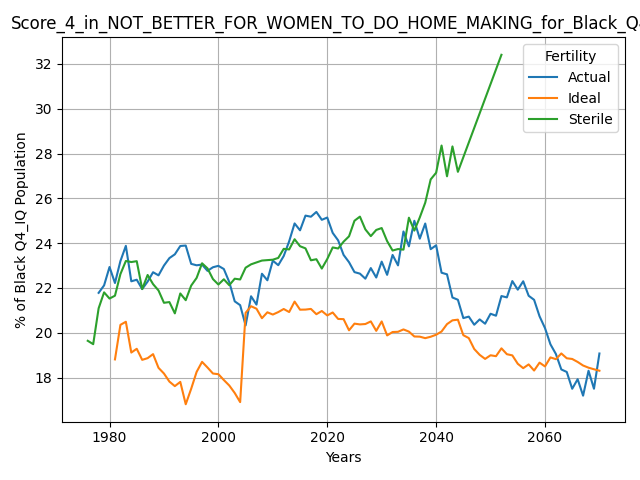 Score_4_in_NOT_BETTER_FOR_WOMEN_TO_DO_HOME_MAKING_for_Black_Q4
Fertility
Actual
Ideal
Sterile
% of Black Q4_IQ Population
32
30
28
26
24
22
20
18
1980
2000
2020
2040
2060
Years